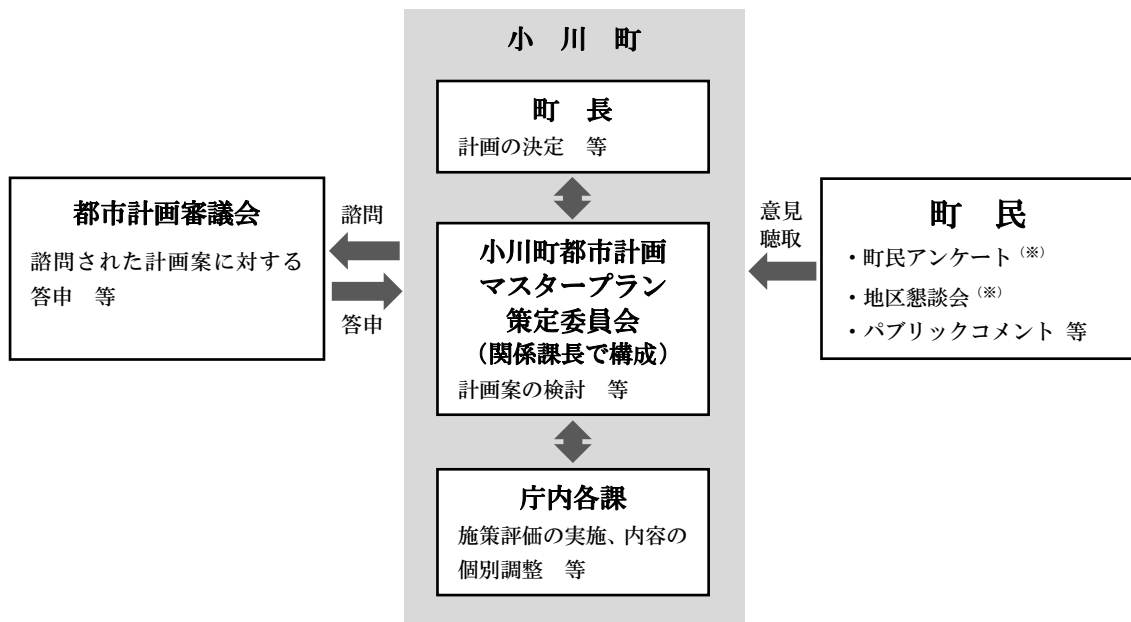 小 川 町
町 長
計画の決定 等
都市計画審議会
諮問された計画案に対する
答申 等
諮問
答申
小川町都市計画
マスタープラン
策定委員会
（関係課長で構成）
計画案の検討 等
意見
聴取
町 民
・町民アンケート（※）
・地区懇談会（※）
・パブリックコメント 等
庁内各課
施策評価の実施、内容の
個別調整 等